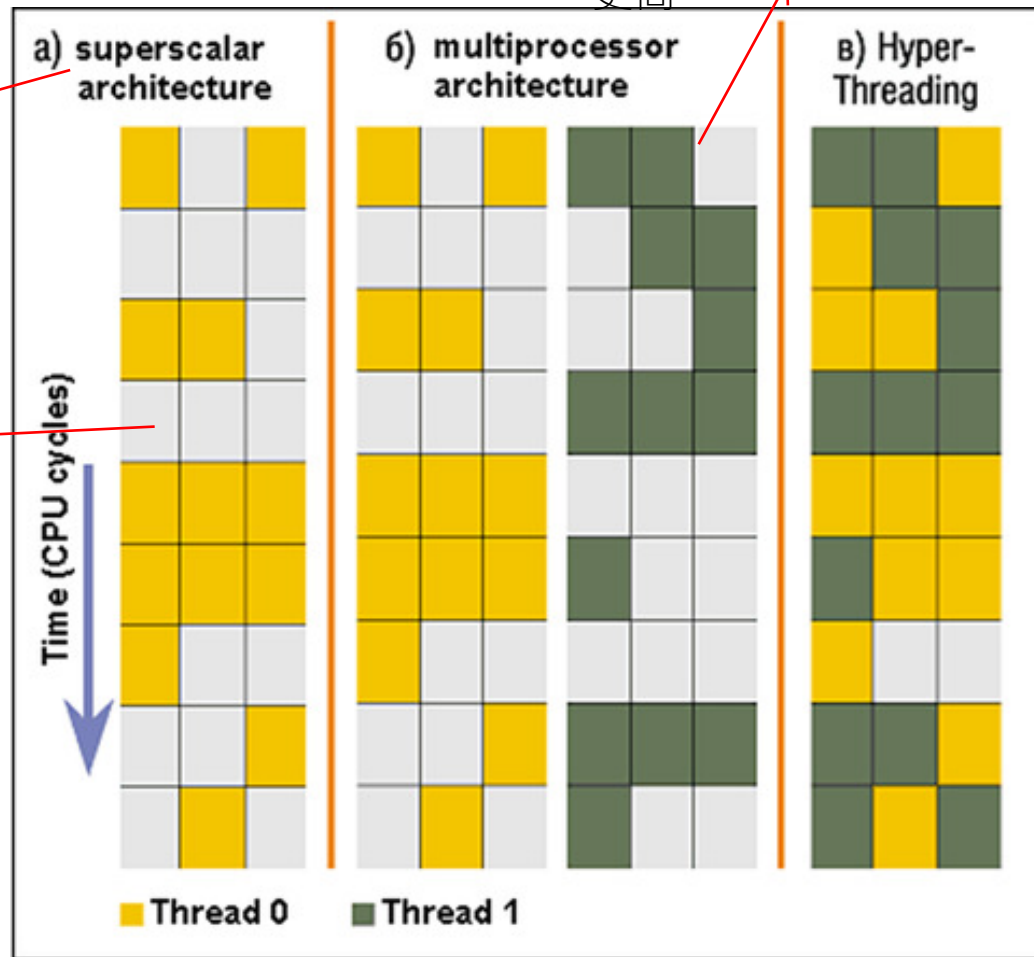 a) superscalar
architecture
б) multiprocessor
architecture
в) Hyper-
Threading
Time (CPU cycles)
Thread 0
Thread 1